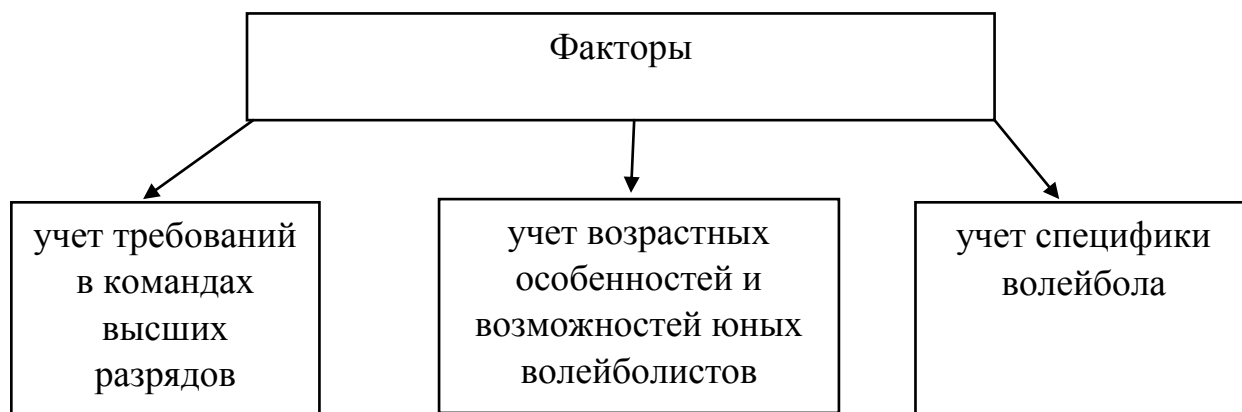 Факторы
учет требований
в командах
высших
разрядов
учет возрастных
особенностей и
возможностей юных
волейболистов
учет специфики
волейбола